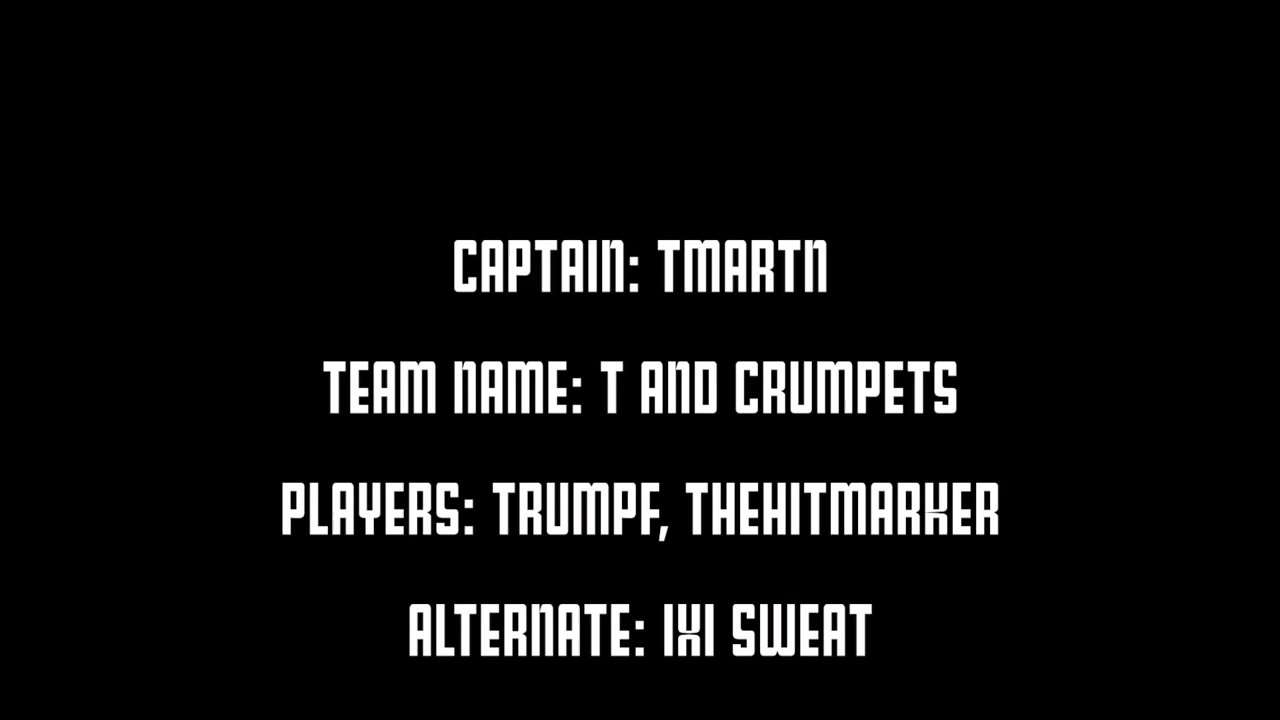 CAPTAIN: TMARTN
TEAM NAME: T AND CRUMPETS
PLAYERS: TRUMPF, THEHITMARKER
ALTERNATE: IXI SWEAT